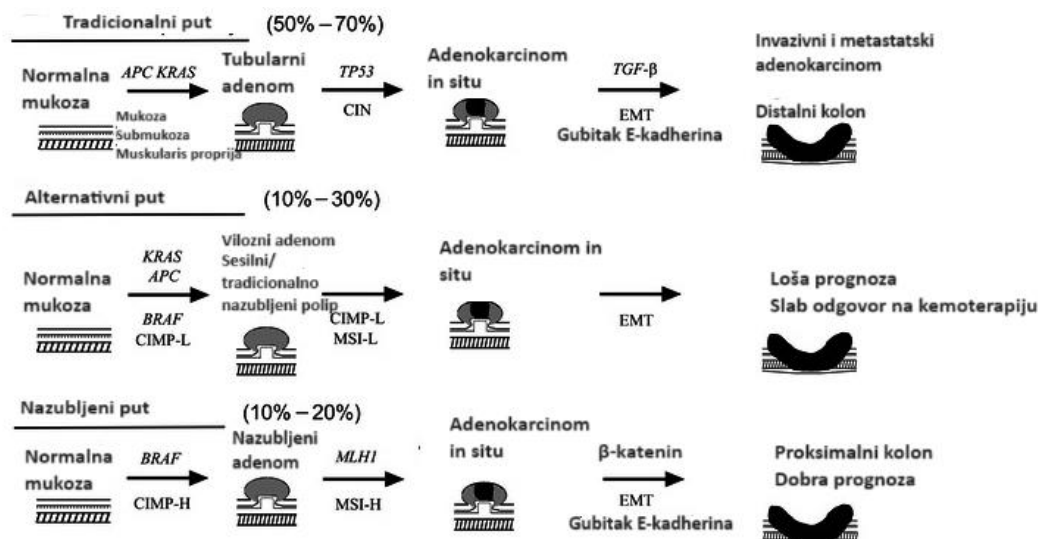 Tradicionalni put (50%–70%)
Normalna mukoza
Mukoza
Submukoza
Muskularis proprija
APC KRAS
Tubularni adenom
TP53
CIN
Adenokarcinom in situ
TGF-β
EMT
Gubitak E-kadherina
Invazivni i metastatski adenokarcinom
Distalni kolon
Alternativni put (10%–30%)
Normalna mukoza
KRAS
APC
BRAF
CIMP-L
Vilozni adenom
Sesilni/
tradicionalno
nazubljeni polip
CIMP-L
MSI-L
Adenokarcinom in situ
EMT
Loša prognoza
Slab odgovor na kemoterapiju
Nazubljeni put (10%–20%)
Normalna mukoza
BRAF
CIMP-H
Nazubljeni adenom
MLH1
MSI-H
Adenokarcinom in situ
β-katenin
EMT
Gubitak E-kadherina
Proksimalni kolon
Dobra prognoza